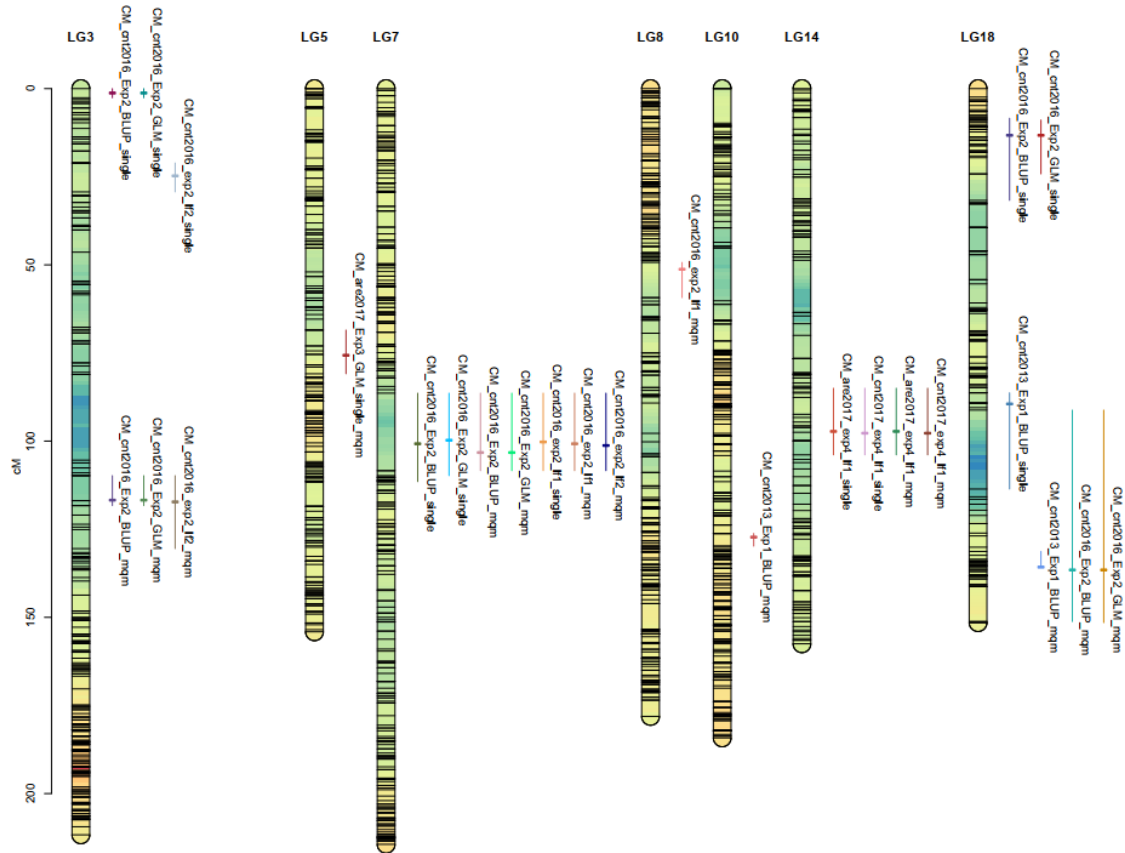 LG3
LG5
LG7
LG8
LG10
LG14
LG18
0
50
100
150
200
cM
CM_cnt2016_Exp2_BLUP_single
CM_cnt2016_Exp2_GLM_single
CM_cnt2016_exp2_lf2_single
CM_cnt2016_Exp2_BLUP_mqm
CM_cnt2016_Exp2_GLM_mqm
CM_cnt2016_exp2_lf2_mqm
CM_are2017_Exp3_GLM_single_mqm
CM_cnt2016_Exp2_BLUP_single
CM_cnt2016_Exp2_GLM_single
CM_cnt2016_Exp2_BLUP_mqm
CM_cnt2016_Exp2_GLM_mqm
CM_cnt2016_exp2_lf1_single
CM_cnt2016_exp2_lf1_mqm
CM_cnt2016_exp2_lf2_mqm
CM_cnt2016_exp2_lf1_mqm
CM_cnt2013_Exp1_BLUP_mqm
CM_are2017_exp4_lf1_single
CM_cnt2017_exp4_lf1_single
CM_are2017_exp4_lf1_mqm
CM_cnt2017_exp4_lf1_mqm
CM_cnt2016_Exp2_BLUP_single
CM_cnt2016_Exp2_GLM_single
CM_cnt2013_Exp1_BLUP_single
CM_cnt2013_Exp1_BLUP_mqm
CM_cnt2016_Exp2_BLUP_mqm
CM_cnt2016_Exp2_GLM_mqm